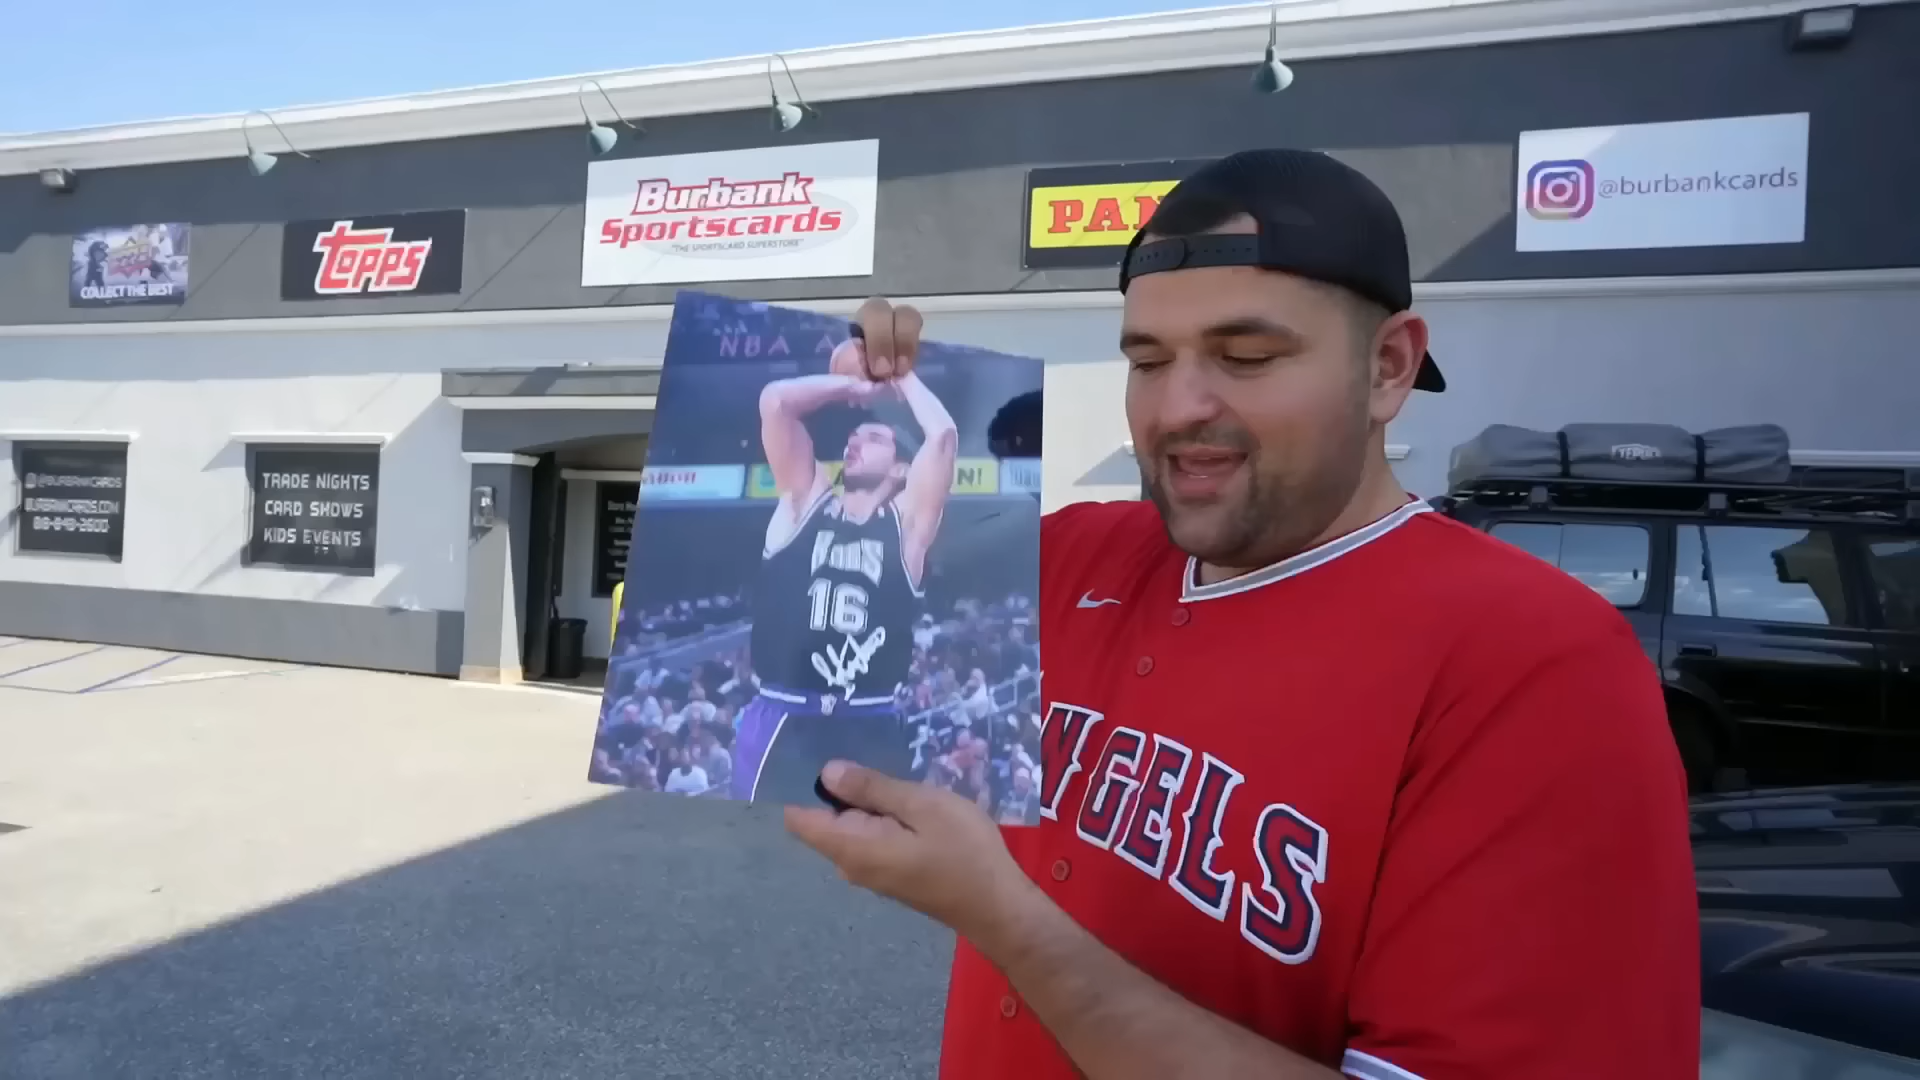 COLLECT THE BEST
Topps
Burbank
Sportscards
"THE SPORTSCARD SUPERSTORE"
PAN
@burbankcards
@BURBANKCARDS
BURBANKCARDS.COM
TRADE NIGHTS
CARD SHOWS
KIDS EVENTS
NBA A
KINGS
16
NGELS